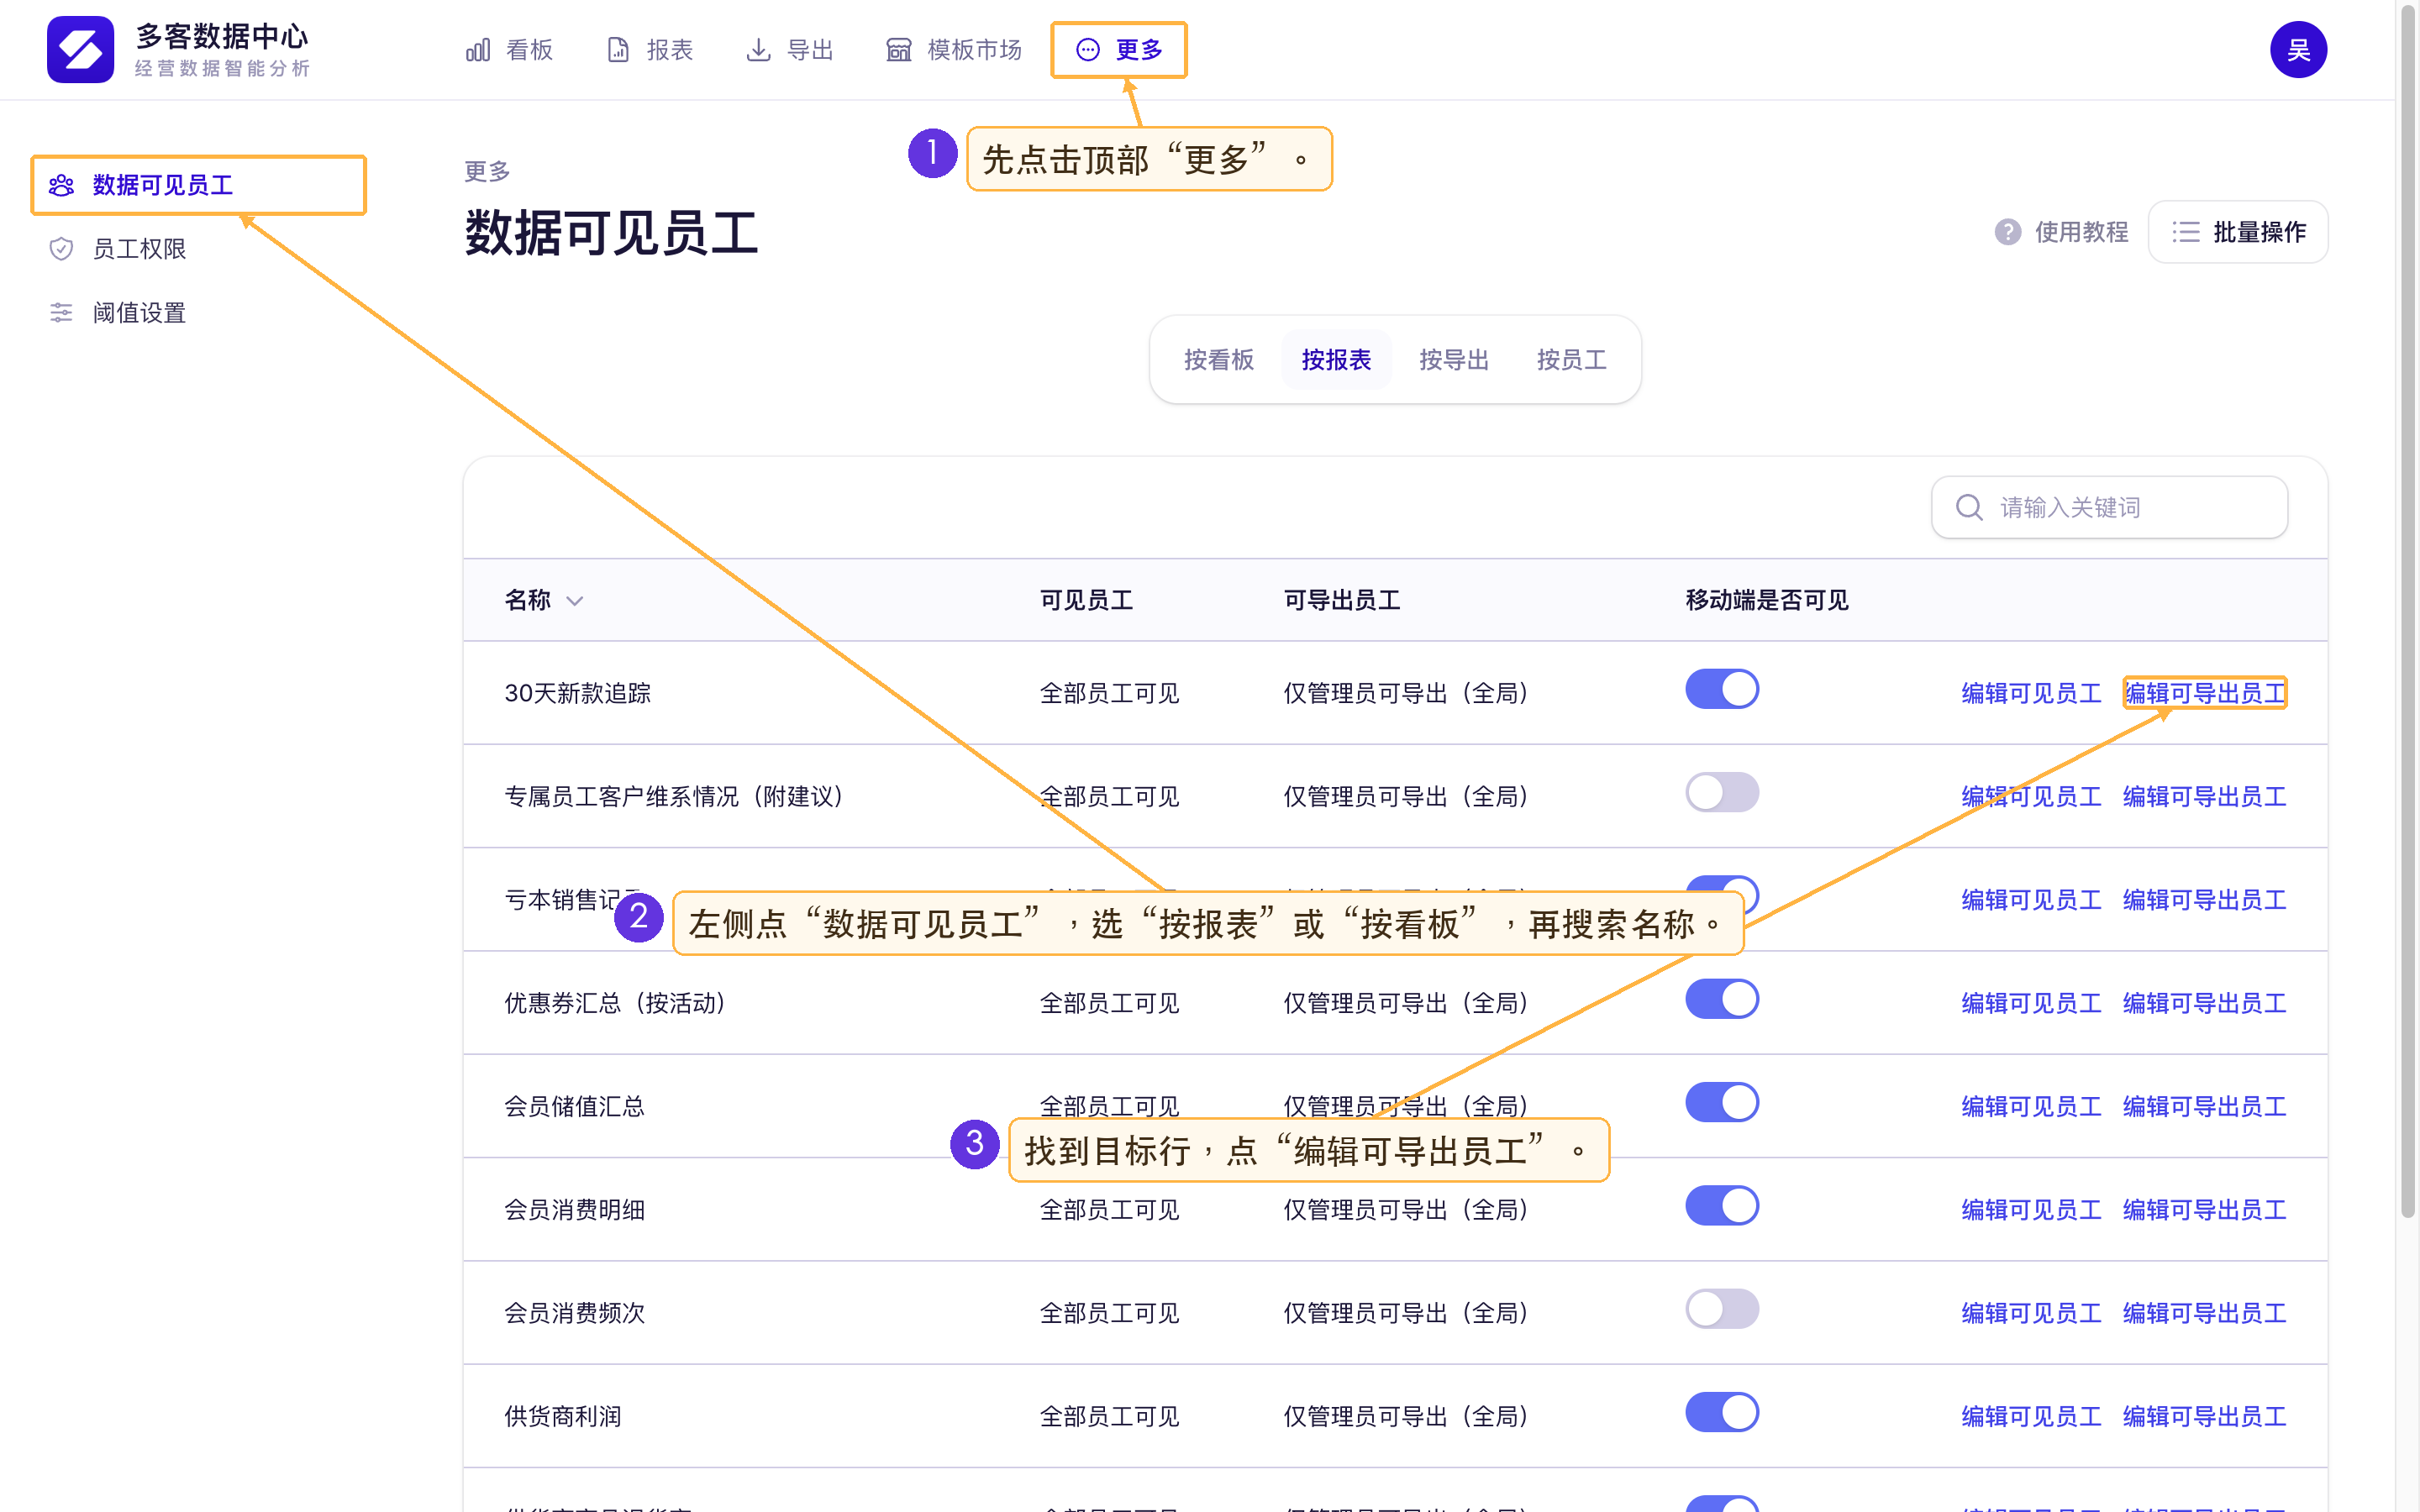 多客数据中心
经营数据智能分析
看板 报表 导出 模板市场 更多
吴
1 先点击顶部“更多”。
数据可见员工
员工权限
阈值设置
更多
数据可见员工
使用教程 批量操作
按看板 按报表 按导出 按员工
请输入关键词
名称 可见员工 可导出员工 移动端是否可见
30天新款追踪 全部员工可见 仅管理员可导出（全局） 编辑可见员工 编辑可导出员工
专属员工客户维系情况（附建议） 全部员工可见 仅管理员可导出（全局） 编辑可见员工 编辑可导出员工
亏本销售记 编辑可见员工 编辑可导出员工
2 左侧点“数据可见员工”，选“按报表”或“按看板”，再搜索名称。
优惠券汇总（按活动） 全部员工可见 仅管理员可导出（全局） 编辑可见员工 编辑可导出员工
会员储值汇总 全部员工可见 仅管理员可导出（全局） 编辑可见员工 编辑可导出员工
3 找到目标行，点“编辑可导出员工”。
会员消费明细 全部员工可见 仅管理员可导出（全局） 编辑可见员工 编辑可导出员工
会员消费频次 全部员工可见 仅管理员可导出（全局） 编辑可见员工 编辑可导出员工
供货商利润 全部员工可见 仅管理员可导出（全局） 编辑可见员工 编辑可导出员工